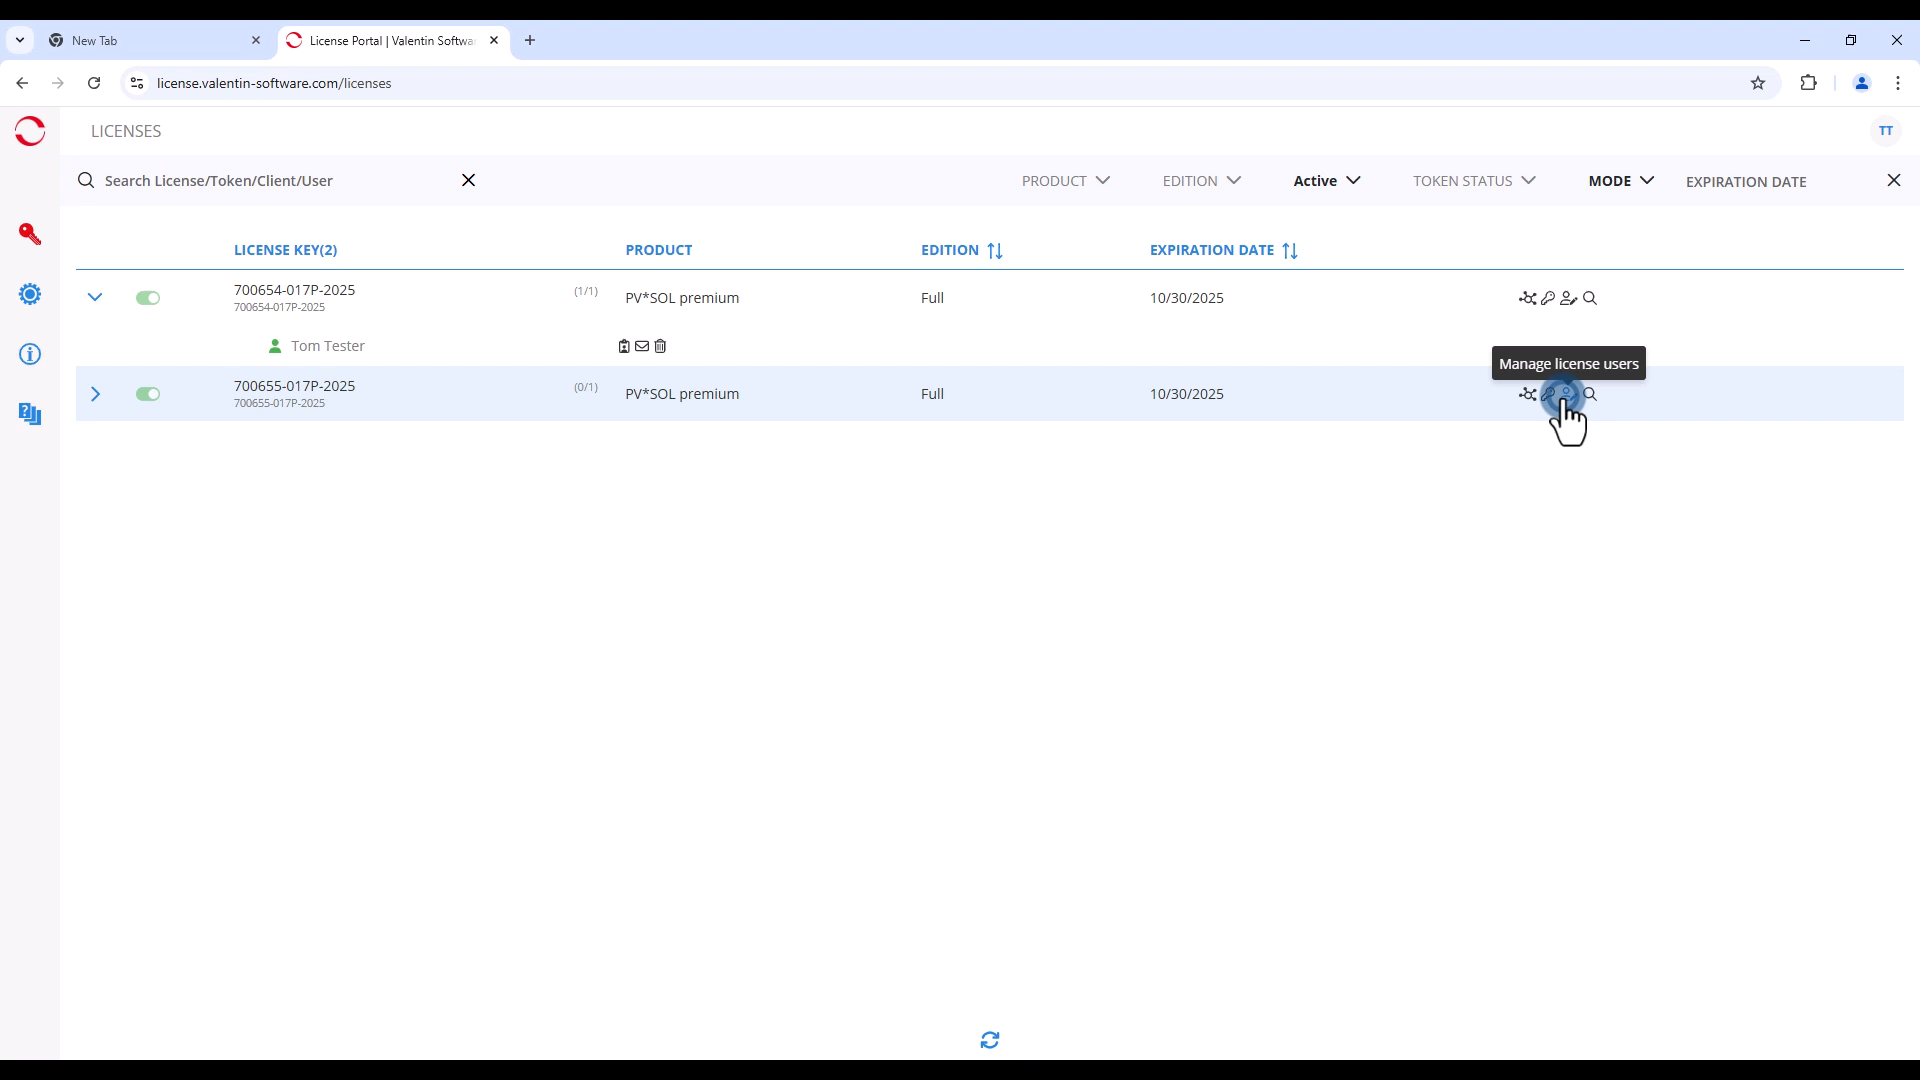 New Tab
License Portal | Valentin Softwa
license.valentin-software.com/licenses
LICENSES
TT
Search License/Token/Client/User
PRODUCT
EDITION
Active
TOKEN STATUS
MODE
EXPIRATION DATE
LICENSE KEY(2)
PRODUCT
EDITION
EXPIRATION DATE
700654-017P-2025
700654-017P-2025
(1/1)
PV*SOL premium
Full
10/30/2025
Tom Tester
Manage license users
700655-017P-2025
700655-017P-2025
(0/1)
PV*SOL premium
Full
10/30/2025